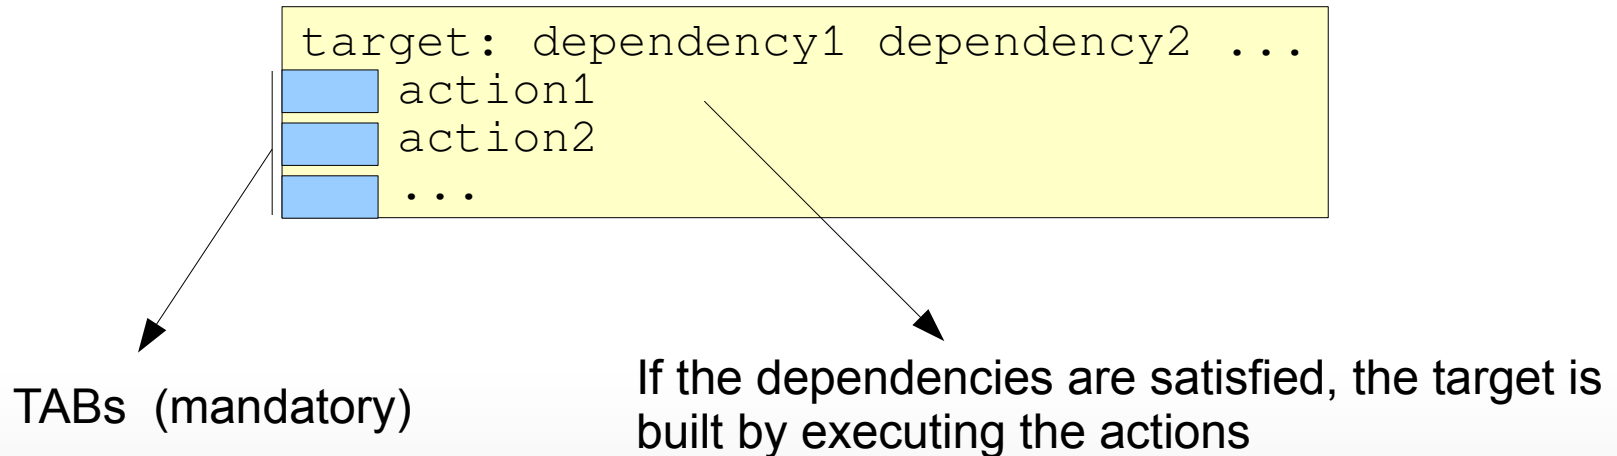 target: dependency1 dependency2 ...
action1
action2
...
TABs (mandatory)
If the dependencies are satisfied, the target is
built by executing the actions